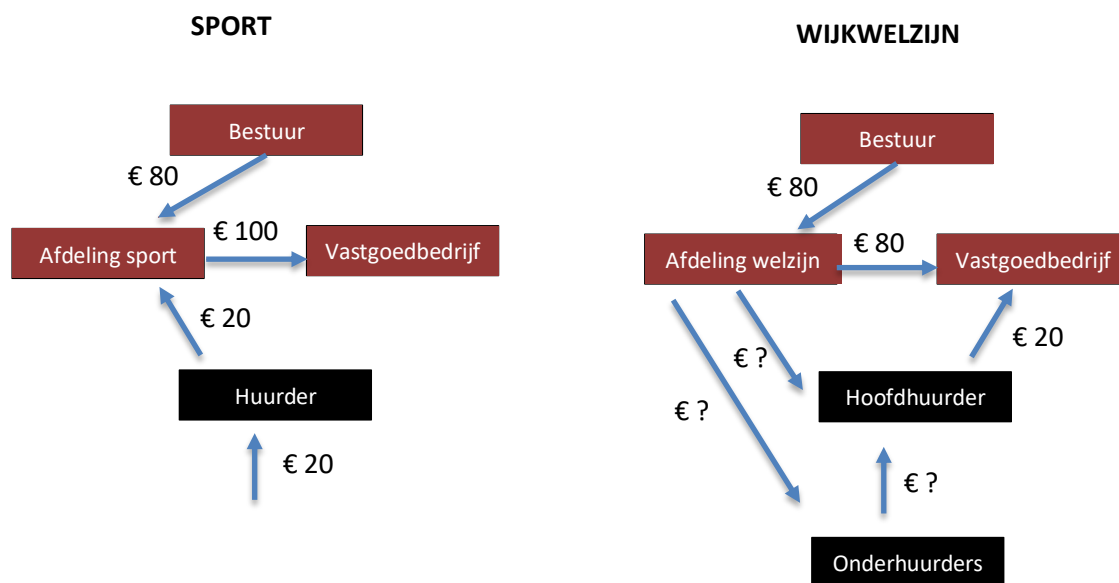 SPORT
Bestuur
€ 80
€ 100
Afdeling sport
Vastgoedbedrijf
€ 20
Huurder
€ 20
WIJKWELZIJN
Bestuur
€ 80
Afdeling welzijn
€ 80
Vastgoedbedrijf
€ 20
€ ?
€ ?
Hoofdhuurder
€ ?
Onderhuurders